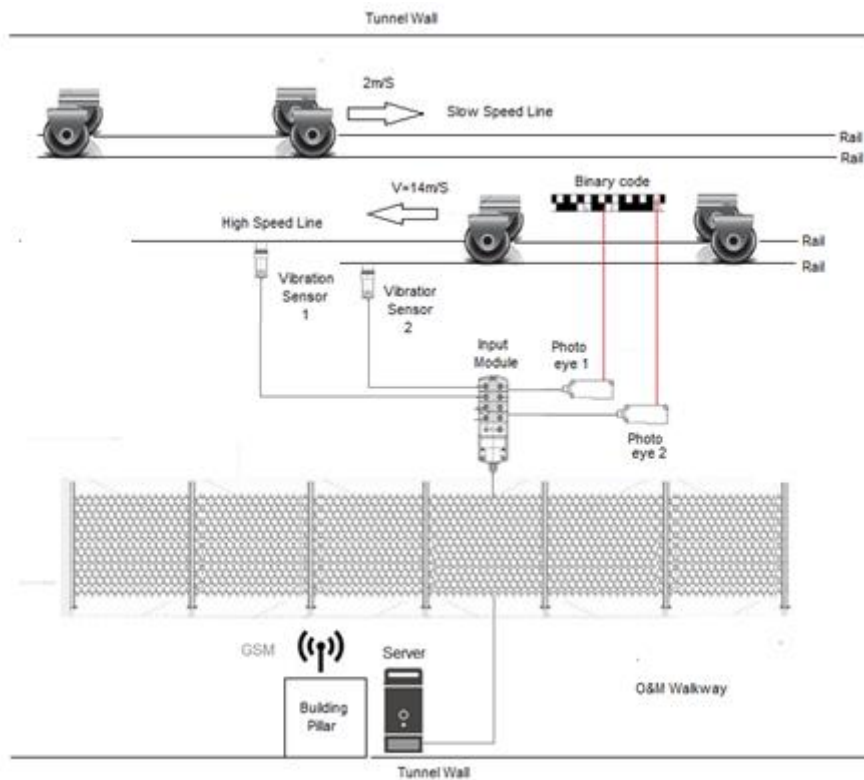 Tunnel Wall
2m/S
Slow Speed Line
Rail
Rail
Binary code
V=14m/S
High Speed Line
Rail
Rail
Vibration
Sensor
1
Vibratior
Sensor
2
Input
Module
Photo
eye 1
Photo
eye 2
GSM
Server
O&M Walkway
Building
Pillar
Tunnel Wall